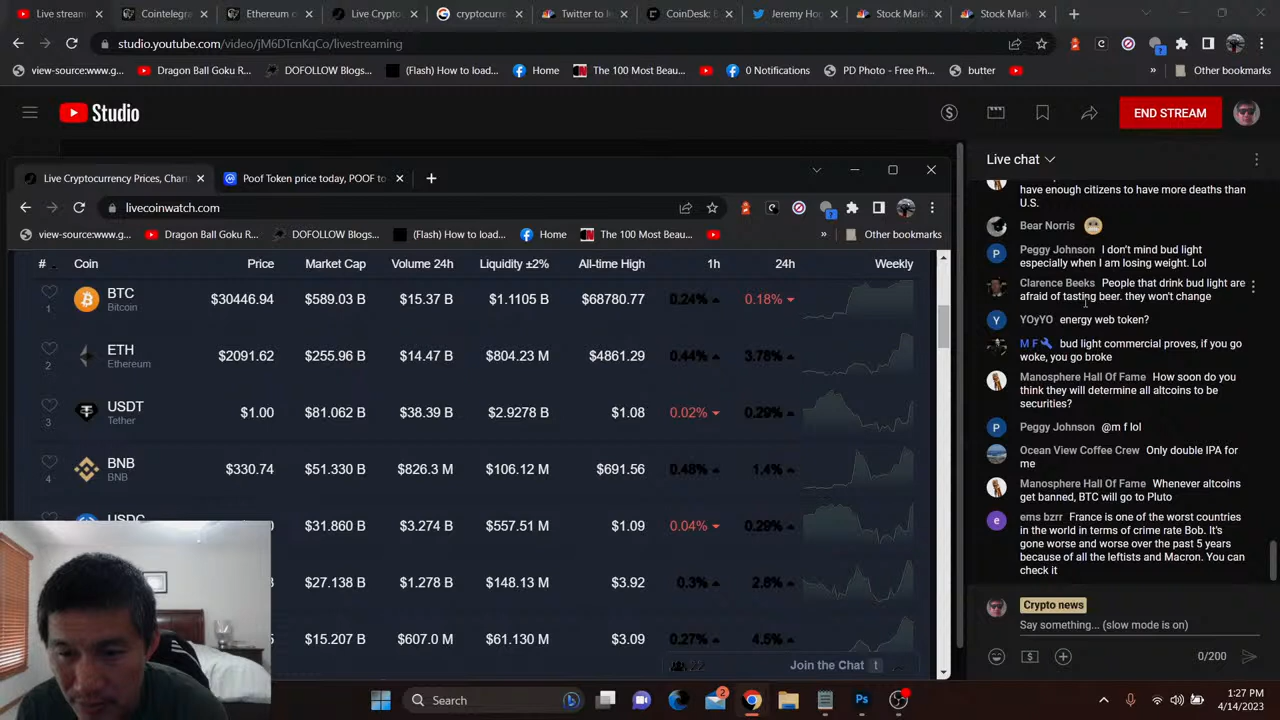 Live stream
Cointelegr
Ethereum c
Live Crypto
cryptocurre
Twitter to l
CoinDesk: B
Jeremy Hog
Stock Mark
Stock Mark
studio.youtube.com/video/jM6DTcnKqCo/livestreaming
view-source:www.g...
Dragon Ball Goku R...
DOFOLLOW Blogs...
(Flash) How to load...
Home
The 100 Most Beau...
0 Notifications
PD Photo - Free Ph...
butter
»
Other bookmarks
Studio
END STREAM
Live Cryptocurrency Prices, Chart
Poof Token price today, POOF to
livecoinwatch.com
view-source:www.g...
Dragon Ball Goku R...
DOFOLLOW Blogs...
(Flash) How to load...
Home
The 100 Most Beau...
»
Other bookmarks
# Coin Price Market Cap Volume 24h Liquidity ±2% All-time High 1h 24h Weekly
1 BTC Bitcoin $30446.94 $589.03 B $15.37 B $1.1105 B $68780.77 0.24% 0.18%
2 ETH Ethereum $2091.62 $255.96 B $14.47 B $804.23 M $4861.29 0.44% 3.78%
3 USDT Tether $1.00 $81.062 B $38.39 B $2.9278 B $1.08 0.02% 0.29%
4 BNB BNB $330.74 $51.330 B $826.3 M $106.12 M $691.56 0.48% 1.4%
USDC $31.860 B $3.274 B $557.51 M $1.09 0.04% 0.29%
$27.138 B $1.278 B $148.13 M $3.92 0.3% 2.8%
$15.207 B $607.0 M $61.130 M $3.09 0.27% 4.5%
Join the Chat t
Live chat
have enough citizens to have more deaths than
U.S.
Bear Norris
Peggy Johnson I don't mind bud light
especially when I am losing weight. Lol
Clarence Beeks People that drink bud light are
afraid of tasting beer. they won't change
YOyYO energy web token?
M F bud light commercial proves, if you go
woke, you go broke
Manosphere Hall Of Fame How soon do you
think they will determine all altcoins to be
securities?
Peggy Johnson @m f lol
Ocean View Coffee Crew Only double IPA for
me
Manosphere Hall Of Fame Whenever altcoins
get banned, BTC will go to Pluto
ems bzrr France is one of the worst countries
in the world in terms of crime rate Bob. It's
gone worse and worse over the past 5 years
because of all the leftists and Macron. You can
check it
Crypto news
Say something... (slow mode is on)
0/200
Search
1:27 PM
4/14/2023